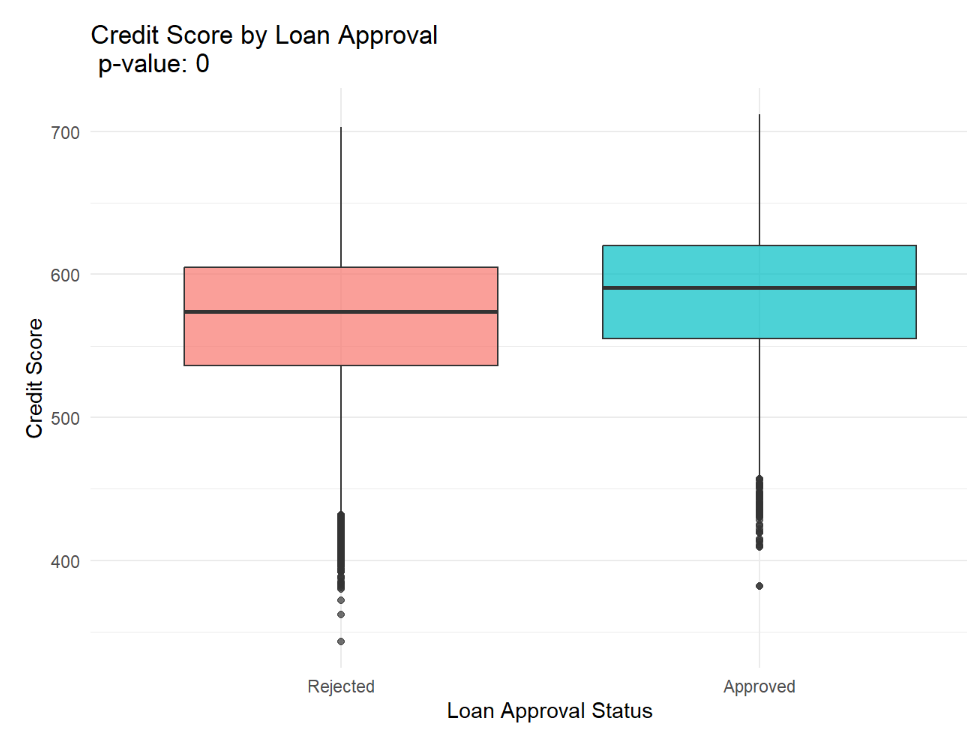 Credit Score by Loan Approval
p-value: 0
700
600
500
400
Credit Score
Rejected
Approved
Loan Approval Status